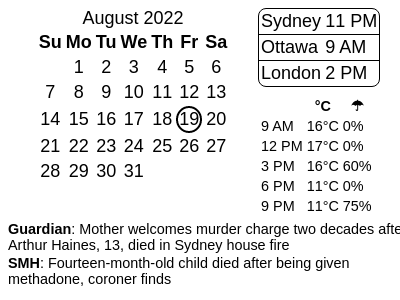 August 2022
Su Mo Tu We Th Fr Sa
1 2 3 4 5 6
7 8 9 10 11 12 13
14 15 16 17 18 19 20
21 22 23 24 25 26 27
28 29 30 31
Sydney 11 PM
Ottawa 9 AM
London 2 PM
°C ☂
9 AM 16°C 0%
12 PM 17°C 0%
3 PM 16°C 60%
6 PM 11°C 0%
9 PM 11°C 75%
Guardian: Mother welcomes murder charge two decades afte
Arthur Haines, 13, died in Sydney house fire
SMH: Fourteen-month-old child died after being given
methadone, coroner finds